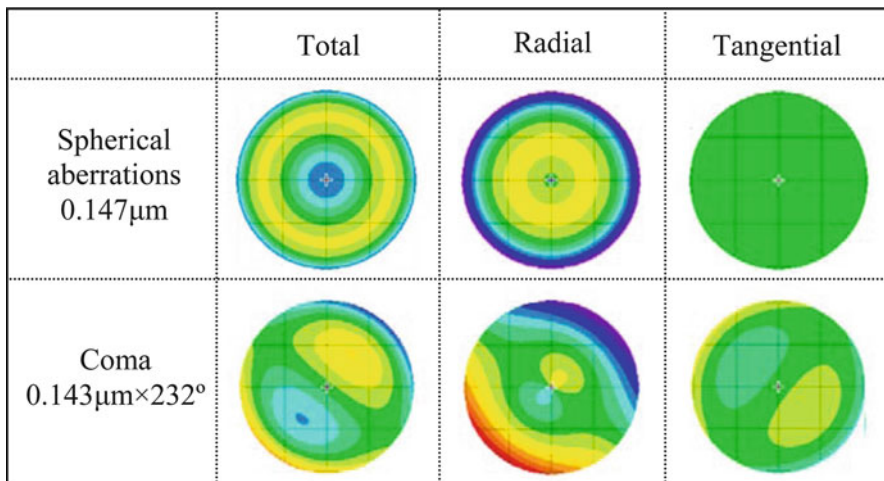 Total Radial Tangential
Spherical
aberrations
0.147μm
Coma
0.143μm×232º